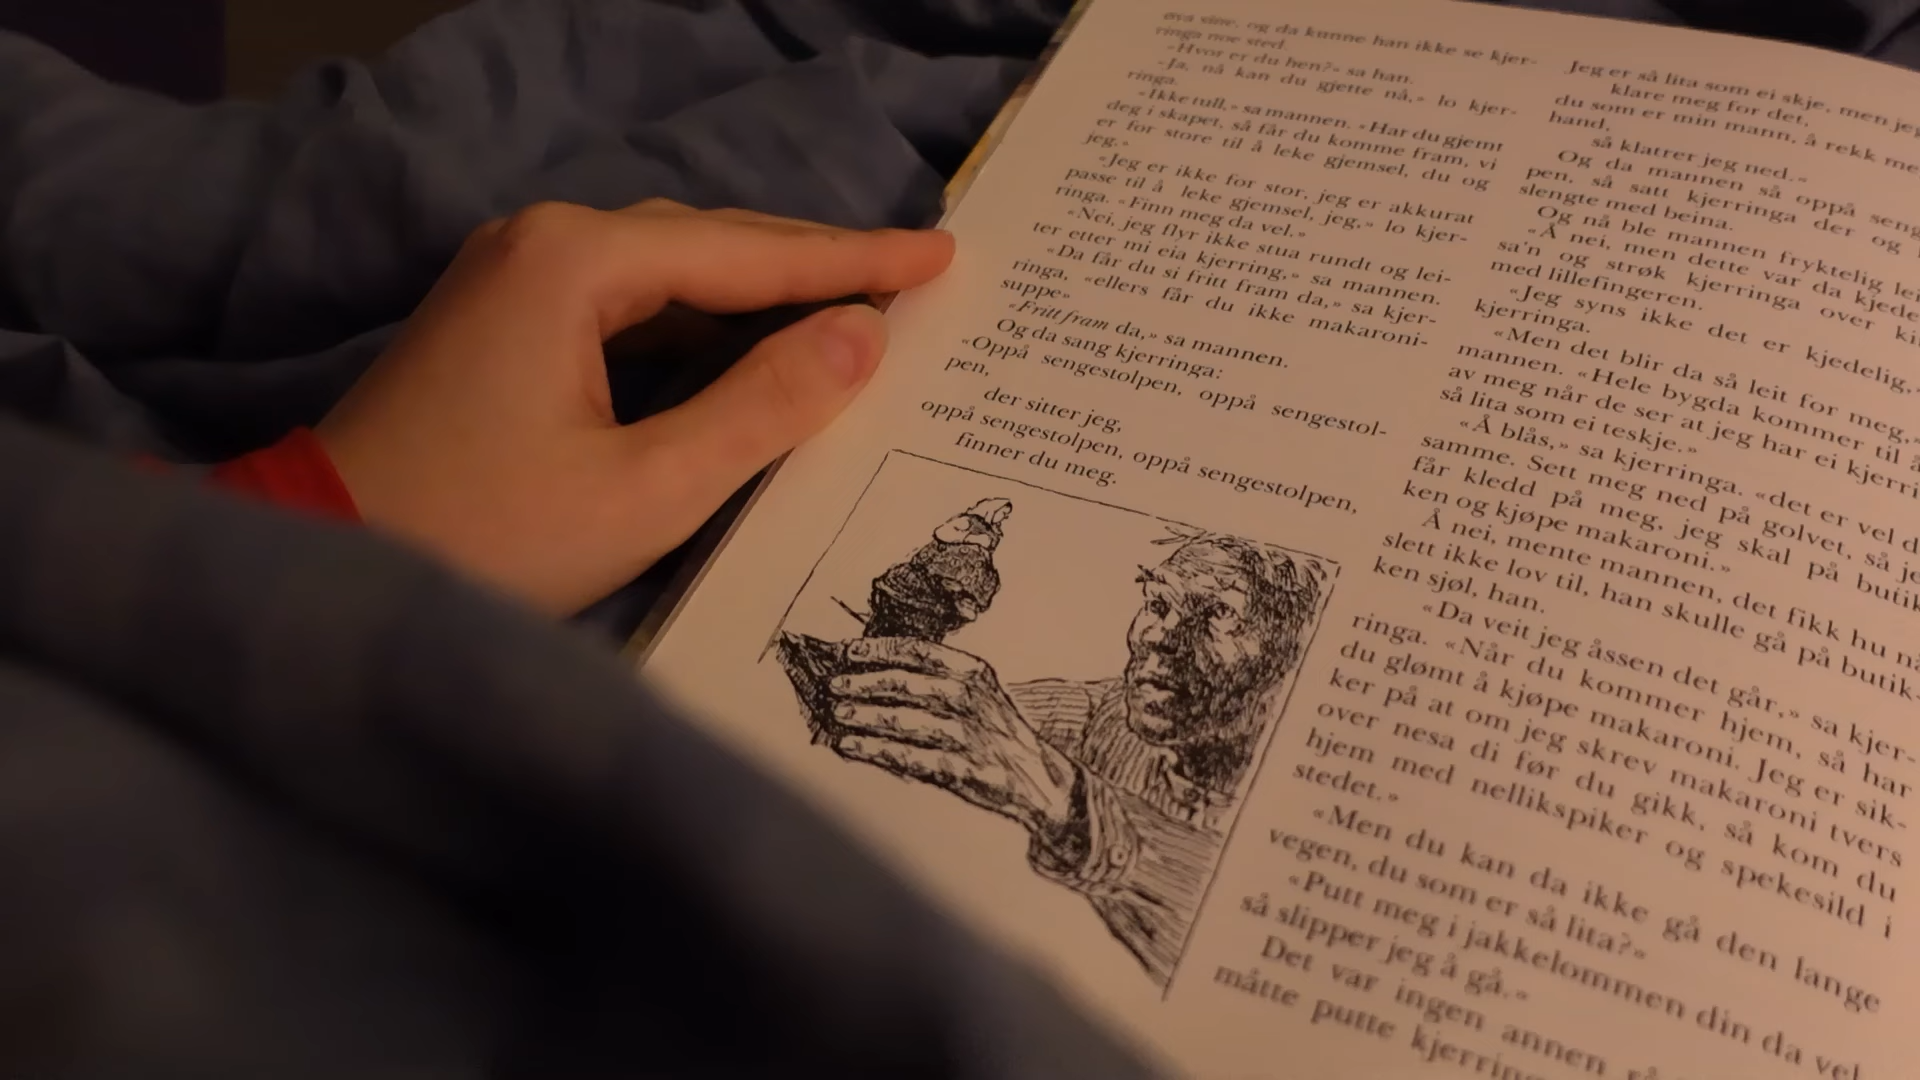 øya sine, og da kunne han ikke se kjer-
ringa noe sted.
«Hvor er du hen?» sa han.
«Ja, nå kan du gjette nå,» lo kjer-
ringa.
«Ikke tull,» sa mannen. «Har du gjemt
deg i skapet, så får du komme fram, vi
er for store til å leke gjemsel, du og
jeg.»
«Jeg er ikke for stor, jeg er akkurat
passe til å leke gjemsel, jeg,» lo kjer-
ringa. «Finn meg da vel.»
«Nei, jeg flyr ikke stua rundt og lei-
ter etter mi eia kjerring,» sa mannen.
«Da får du si fritt fram da,» sa kjer-
ringa, «ellers får du ikke makaroni-
suppe»
«Fritt fram da,» sa mannen.
Og da sang kjerringa:
«Oppå sengestolpen, oppå sengestol-
pen,
der sitter jeg,
oppå sengestolpen, oppå sengestolpen,
finner du meg.
Jeg er så lita som ei skje, men jeg
klare meg for det,
du som er min mann, å rekk me
hand,
så klatrer jeg ned.»
Og da mannen så oppå seng
pen, så satt kjerringa der og
slengte med beina.
Og nå ble mannen fryktelig lei
«Å nei, men dette var da kjede
sa'n og strøk kjerringa over ki
med lillefingeren.
«Jeg syns ikke det er kjedelig,»
kjerringa.
«Men det blir da så leit for meg,»
mannen. «Hele bygda kommer til å
av meg når de ser at jeg har ei kjerri
så lita som ei teskje.»
«Å blås,» sa kjerringa. «det er vel d
samme. Sett meg ned på golvet, så je
får kledd på meg, jeg skal på butik
ken og kjøpe makaroni.»
Å nei, mente mannen, det fikk hu nå
slett ikke lov til, han skulle gå på butik-
ken sjøl, han.
«Da veit jeg åssen det går,» sa kjer-
ringa. «Når du kommer hjem, så har
du glømt å kjøpe makaroni. Jeg er sik-
ker på at om jeg skrev makaroni tvers
over nesa di før du gikk, så kom du
hjem med nellikspiker og spekesild i
stedet.»
«Men du kan da ikke gå den lange
vegen, du som er så lita?»
«Putt meg i jakkelommen din da vel
så slipper jeg å gå.»
Det var ingen annen
måtte putte kjerring